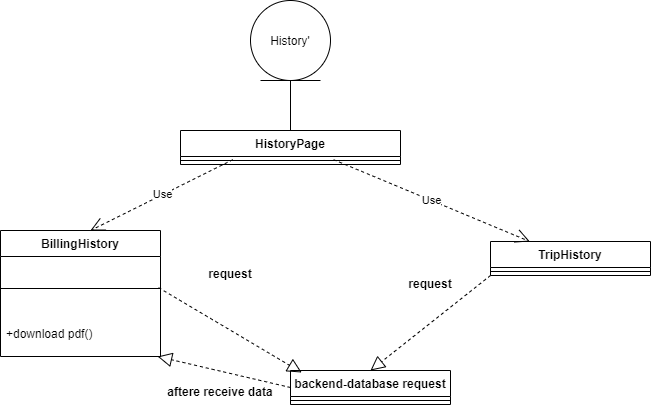 History'
HistoryPage
Use
Use
BillingHistory
TripHistory
request
request
+download pdf()
backend-database request
aftere receive data